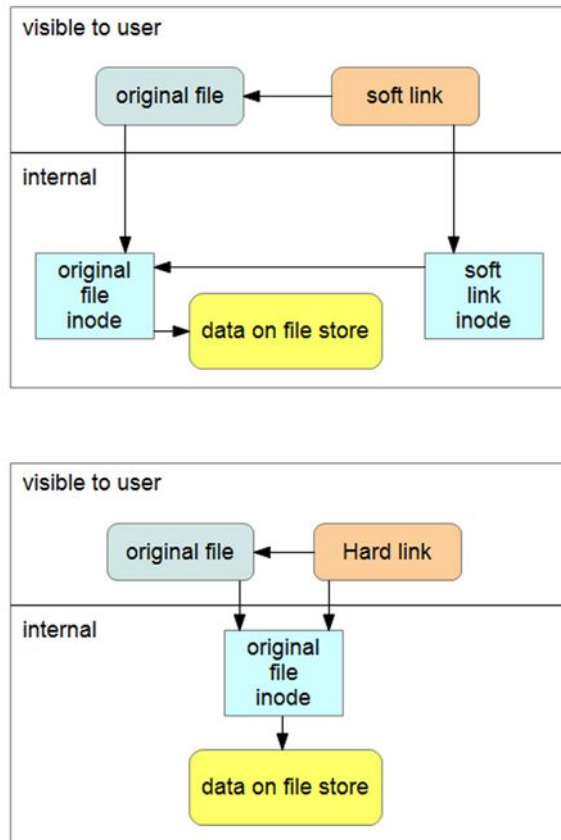 visible to user
original file
soft link
internal
original
file
inode
soft
link
inode
data on file store
visible to user
original file
Hard link
internal
original
file
inode
data on file store